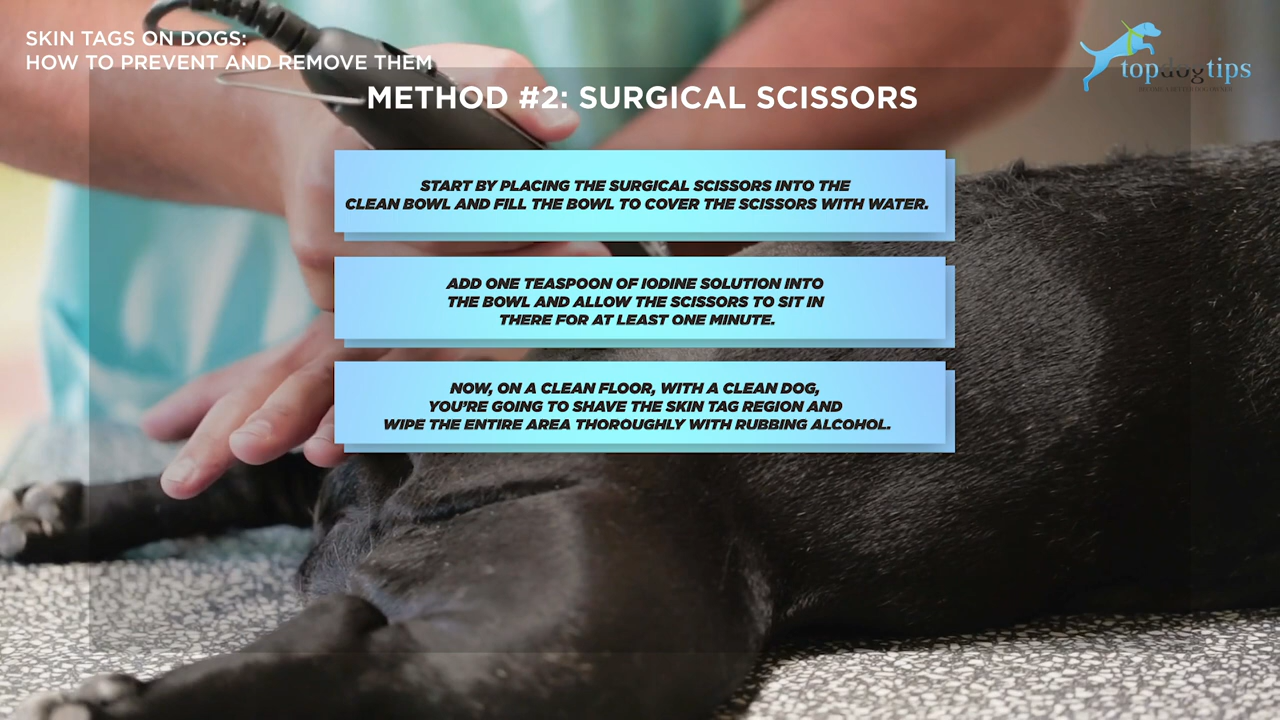 SKIN TAGS ON DOGS:
HOW TO PREVENT AND REMOVE THEM
topdogtips
METHOD #2: SURGICAL SCISSORS
START BY PLACING THE SURGICAL SCISSORS INTO THE
CLEAN BOWL AND FILL THE BOWL TO COVER THE SCISSORS WITH WATER.
ADD ONE TEASPOON OF IODINE SOLUTION INTO
THE BOWL AND ALLOW THE SCISSORS TO SIT IN
THERE FOR AT LEAST ONE MINUTE.
NOW, ON A CLEAN FLOOR, WITH A CLEAN DOG,
YOU'RE GOING TO SHAVE THE SKIN TAG REGION AND
WIPE THE ENTIRE AREA THOROUGHLY WITH RUBBING ALCOHOL.